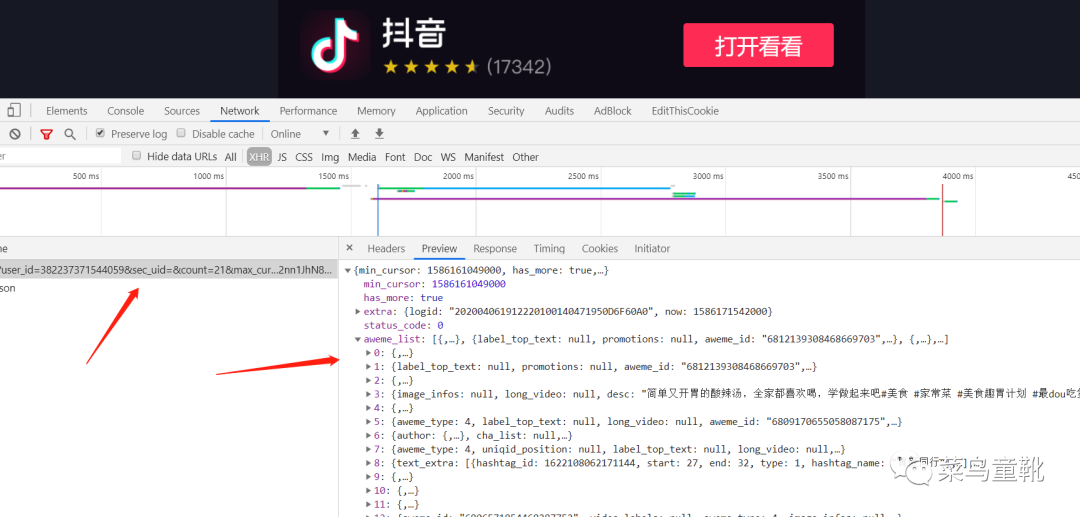 抖音
(17342)
打开看看
Elements Console Sources Network Performance Memory Application Security Audits AdBlock EditThisCookie
Preserve log Disable cache Online ▼
er Hide data URLs All XHR JS CSS Img Media Font Doc WS Manifest Other
500 ms 1000 ms 1500 ms 2000 ms 2500 ms 3000 ms 3500 ms 4000 ms
me × Headers Preview Response Timing Cookies Initiator
?user_id=382237371544059&sec_uid=&count=21&max_cur...2nn1JhN8...
son
▼{min_cursor: 1586161049000, has_more: true,…}
min_cursor: 1586161049000
has_more: true
▶extra: {logid: "202004061912220100140471950D6F60A0", now: 1586171542000}
status_code: 0
▼aweme_list: [{,…}, {label_top_text: null, promotions: null, aweme_id: "6812139308468669703",…}, {,…},…]
▶0: {,…}
▶1: {label_top_text: null, promotions: null, aweme_id: "6812139308468669703",…}
▶2: {,…}
▶3: {image_infos: null, long_video: null, desc: "简单又开胃的酸辣汤，全家都喜欢喝，学做起来吧#美食 #家常菜 #美食趣胃计划 #最dou吃货
▶4: {,…}
▶5: {aweme_type: 4, label_top_text: null, long_video: null, aweme_id: "6809170655058087175",…}
▶6: {author: {,…}, cha_list: null,…}
▶7: {aweme_type: 4, uniqid_position: null, label_top_text: null, long_video: null,…}
▶8: {text_extra: [{hashtag_id: 1622108062171144, start: 27, end: 32, type: 1, hashtag_name:
▶9: {,…}
▶10: {,…}
▶11: {,…}
菜鸟童靴